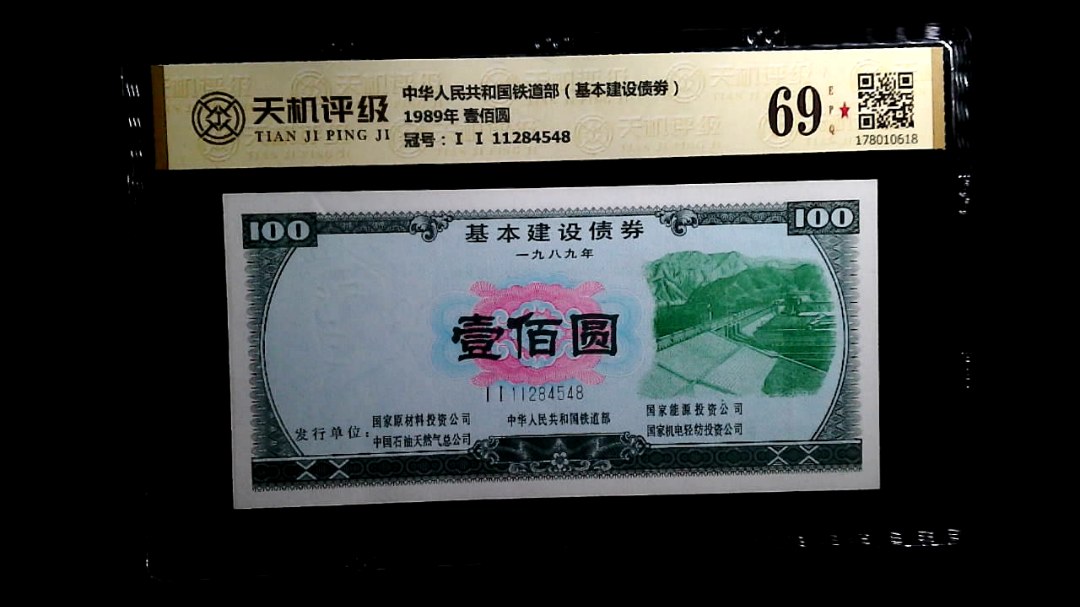 天机评级
TIAN JI PING JI
中华人民共和国铁道部（基本建设债券）
1989年 壹佰圆
冠号：I I 11284548
69
EPQ
178010618
100
100
基本建设债券
一九八九年
壹佰圆
I I 11284548
发行单位：
国家原材料投资公司
中国石油天然气总公司
中华人民共和国铁道部
国家能源投资公司
国家机电轻纺投资公司